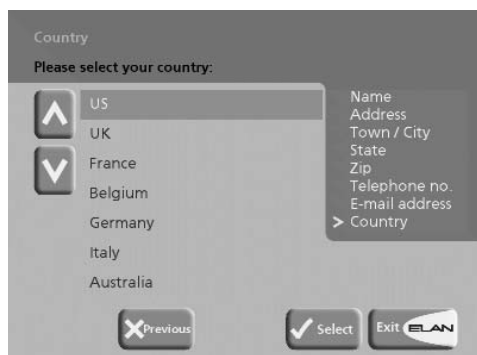 Country
Please select your country:
US
UK
France
Belgium
Germany
Italy
Australia
Name
Address
Town / City
State
Zip
Telephone no.
E-mail address
> Country
Previous
Select
Exit ELAN